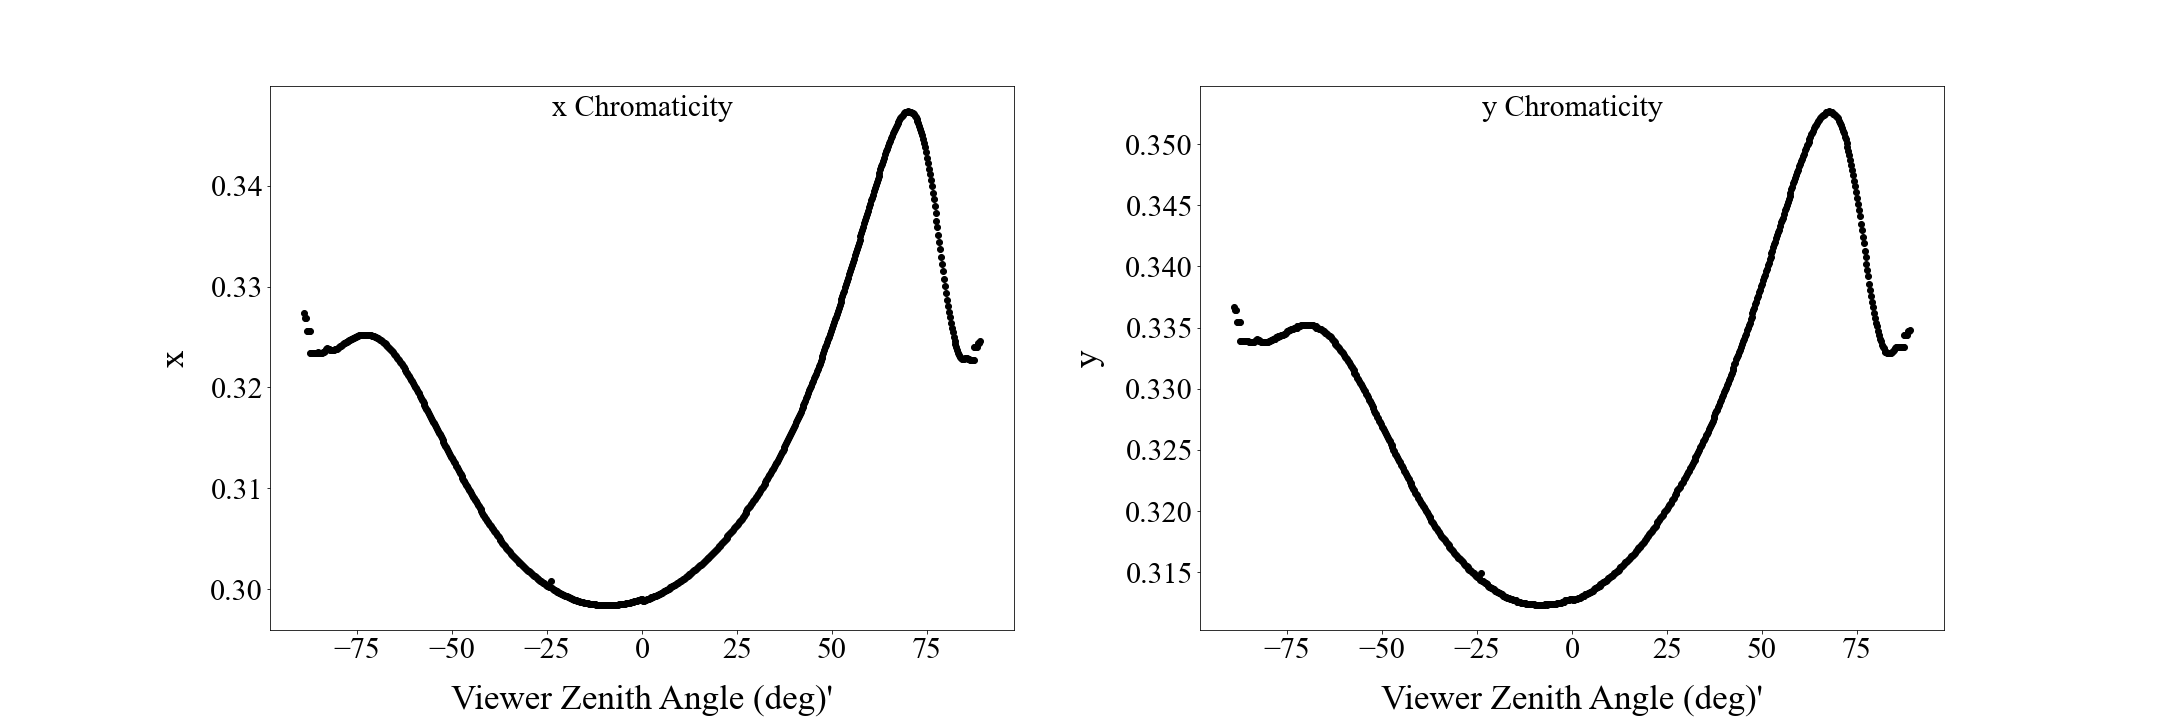 x Chromaticity
x
0.34
0.33
0.32
0.31
0.30
−75 −50 −25 0 25 50 75
Viewer Zenith Angle (deg)'
y Chromaticity
y
0.350
0.345
0.340
0.335
0.330
0.325
0.320
0.315
−75 −50 −25 0 25 50 75
Viewer Zenith Angle (deg)'